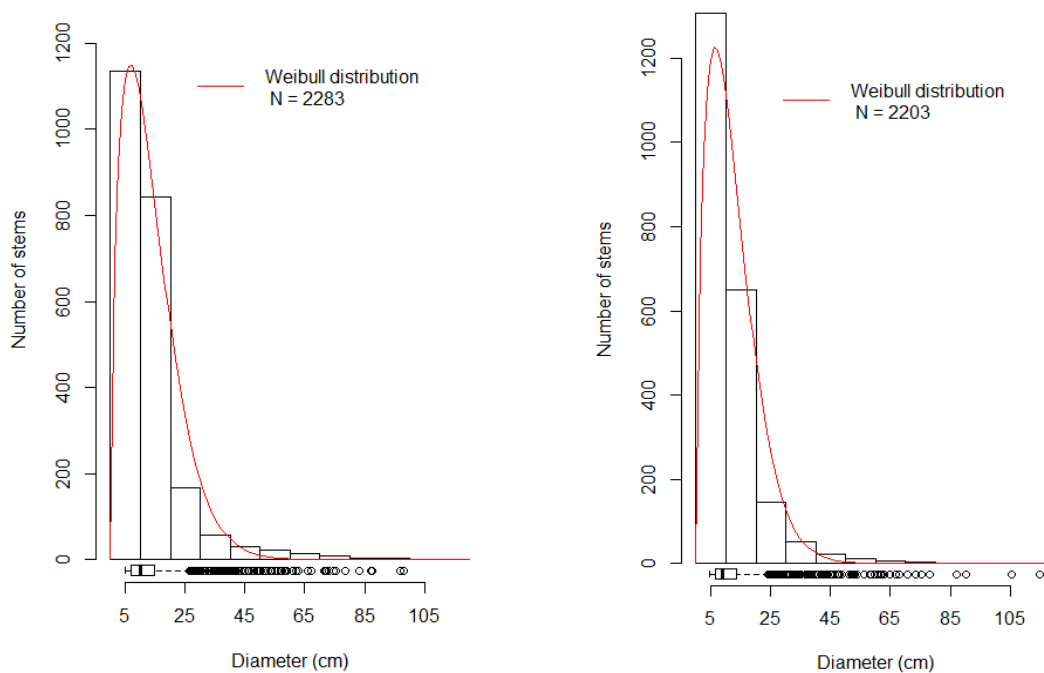 Number of stems
1200
1000
800
600
400
200
0
Weibull distribution
N = 2283
5 25 45 65 85 105
Diameter (cm)
Number of stems
1200
1000
800
600
400
200
0
Weibull distribution
N = 2203
5 25 45 65 85 105
Diameter (cm)